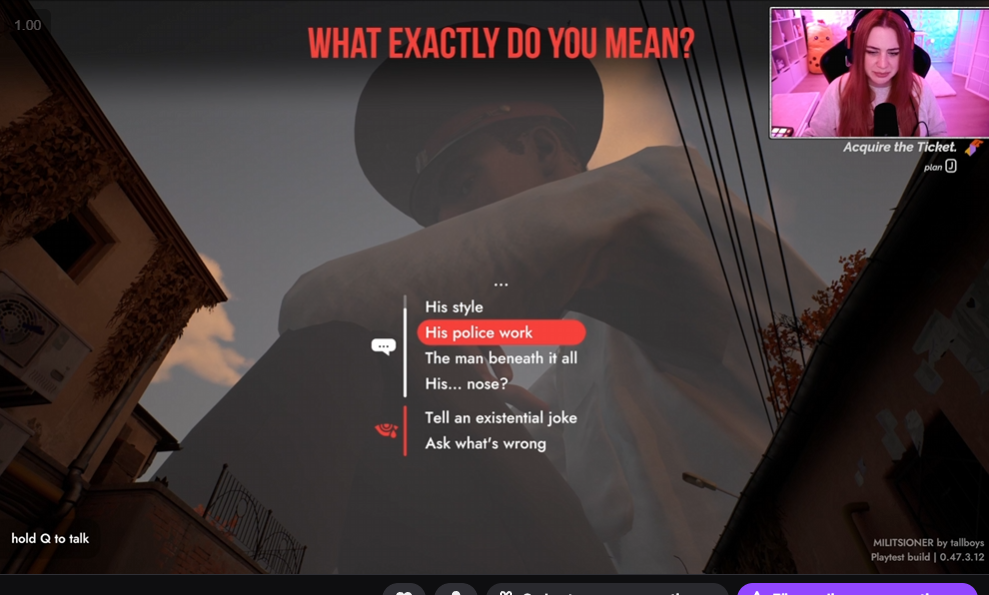 1.00
WHAT EXACTLY DO YOU MEAN?
Acquire the Ticket.
plan J
...
His style
His police work
The man beneath it all
His... nose?
Tell an existential joke
Ask what's wrong
hold Q to talk
MILITSIONER by tallboys
Playtest build | 0.47.3.12